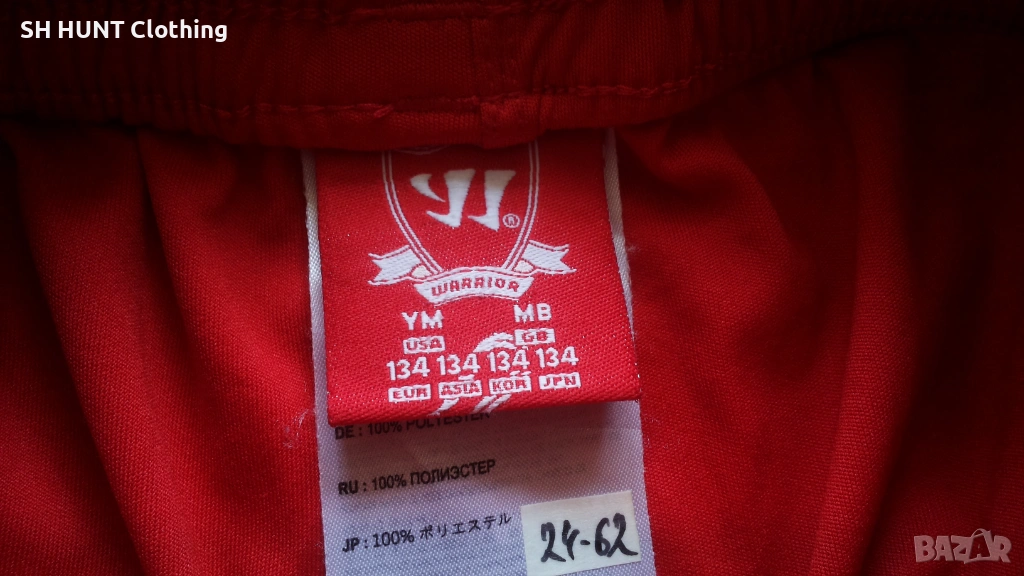 SH HUNT Clothing
®
WARRIOR
YM MB
USA GB
134 134 134 134
EUR ASIA KOR JPN
DE : 100% POLYESTER
RU : 100% ПОЛИЭСТЕР
JP : 100% ポリエステル
24-62
BAZAR